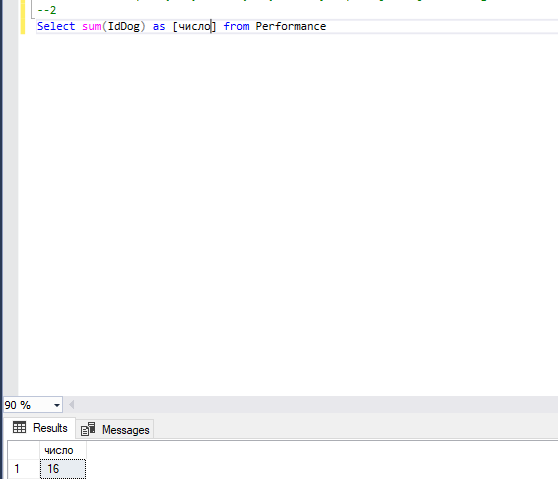 --2
Select sum(IdDog) as [число] from Performance
90 %
Results Messages
число
1 16